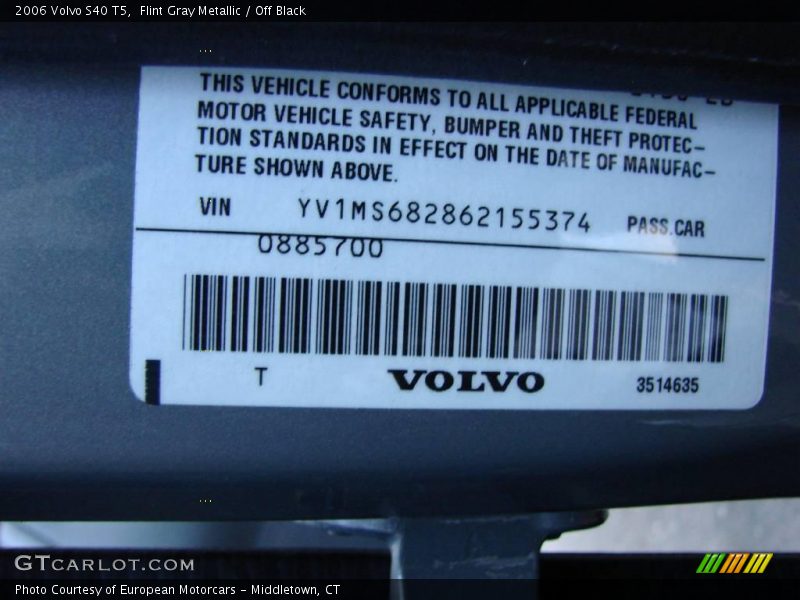 2006 Volvo S40 T5,  Flint Gray Metallic / Off Black
THIS VEHICLE CONFORMS TO ALL APPLICABLE FEDERAL
MOTOR VEHICLE SAFETY, BUMPER AND THEFT PROTEC-
TION STANDARDS IN EFFECT ON THE DATE OF MANUFAC-
TURE SHOWN ABOVE.
VIN YV1MS682862155374 PASS.CAR
0885700
T VOLVO 3514635
GTCARLOT.COM
Photo Courtesy of European Motorcars - Middletown, CT